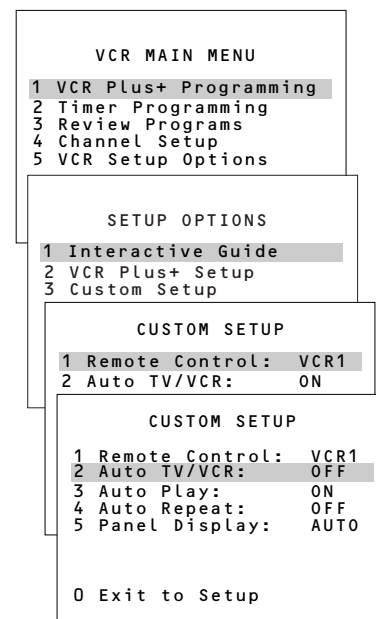 VCR MAIN MENU
1 VCR Plus+ Programming
2 Timer Programming
3 Review Programs
4 Channel Setup
5 VCR Setup Options
SETUP OPTIONS
1 Interactive Guide
2 VCR Plus+ Setup
3 Custom Setup
CUSTOM SETUP
1 Remote Control: VCR1
2 Auto TV/VCR: ON
CUSTOM SETUP
1 Remote Control: VCR1
2 Auto TV/VCR: OFF
3 Auto Play: ON
4 Auto Repeat: OFF
5 Panel Display: AUTO
0 Exit to Setup